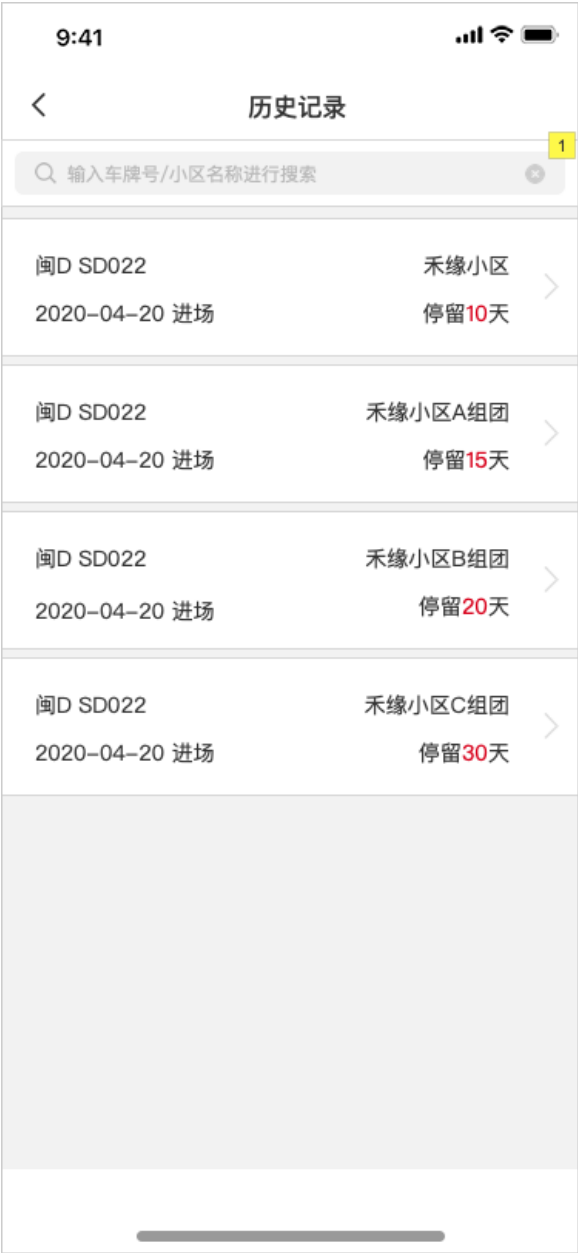 9:41
历史记录
1
输入车牌号/小区名称进行搜索
闽D SD022 禾缘小区
2020-04-20 进场 停留10天
闽D SD022 禾缘小区A组团
2020-04-20 进场 停留15天
闽D SD022 禾缘小区B组团
2020-04-20 进场 停留20天
闽D SD022 禾缘小区C组团
2020-04-20 进场 停留30天